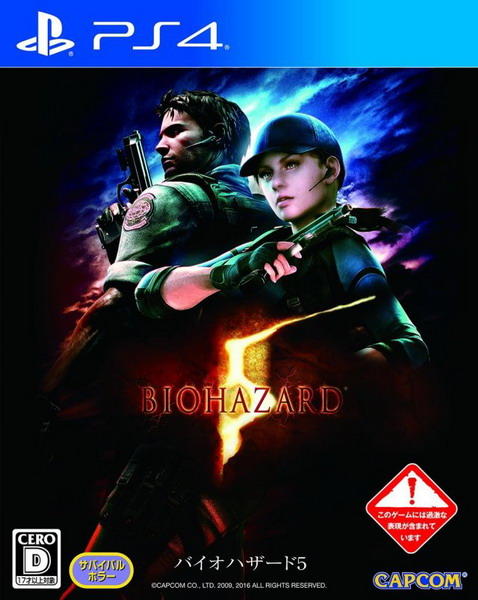 PS4
BIOHAZARD®
5
このゲームには過激な
表現が含まれて
います
CERO
D
17才以上対象
サバイバル
ホラー
バイオハザード5
©CAPCOM CO., LTD. 2009, 2016 ALL RIGHTS RESERVED.
CAPCOM